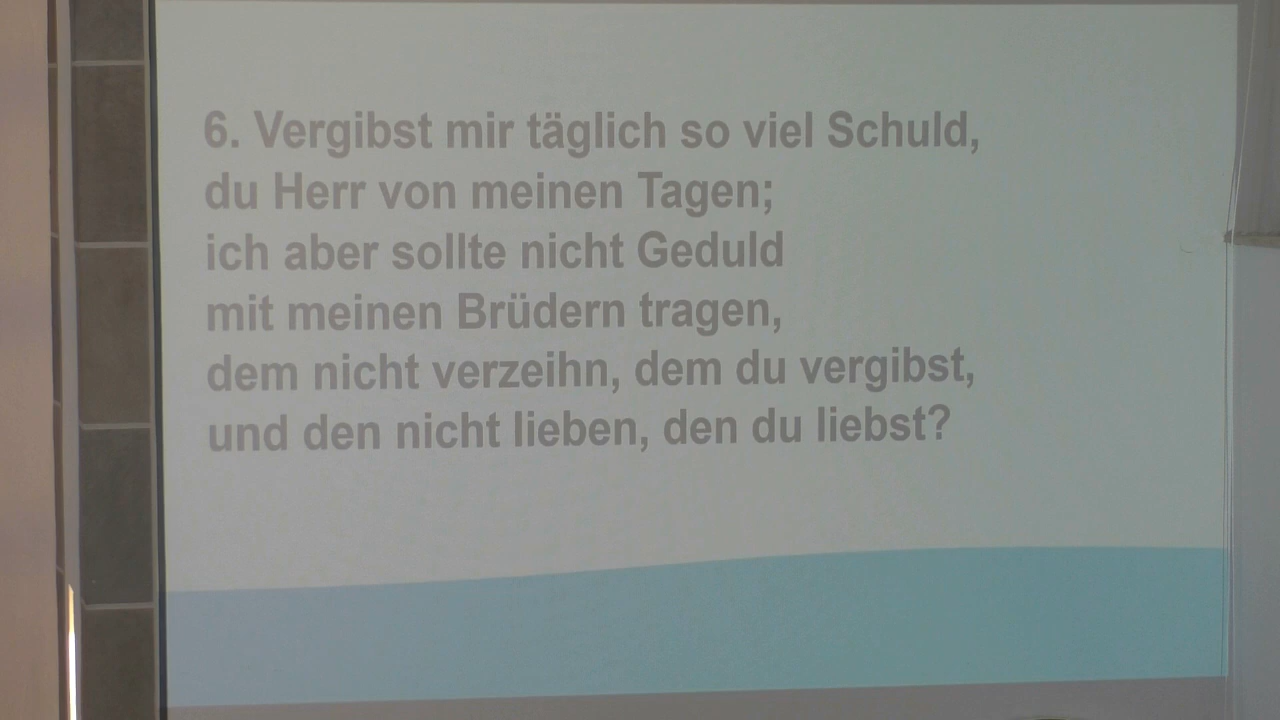 6. Vergibst mir täglich so viel Schuld,
du Herr von meinen Tagen;
ich aber sollte nicht Geduld
mit meinen Brüdern tragen,
dem nicht verzeihn, dem du vergibst,
und den nicht lieben, den du liebst?